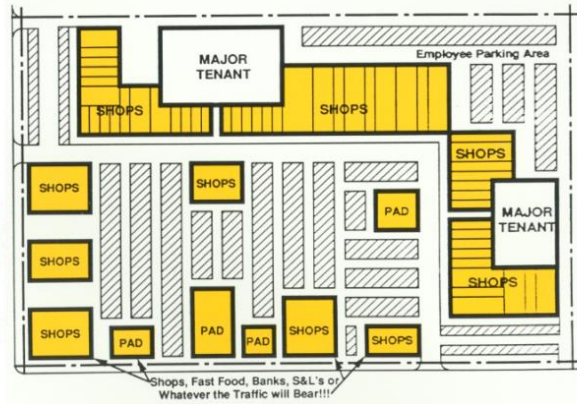 MAJOR
TENANT
Employee Parking Area
SHOPS
SHOPS
SHOPS
SHOPS
SHOPS
PAD
MAJOR
TENANT
SHOPS
SHOPS
SHOPS
PAD
PAD
PAD
SHOPS
SHOPS
Shops, Fast Food, Banks, S&L's or
Whatever the Traffic will Bear!!!